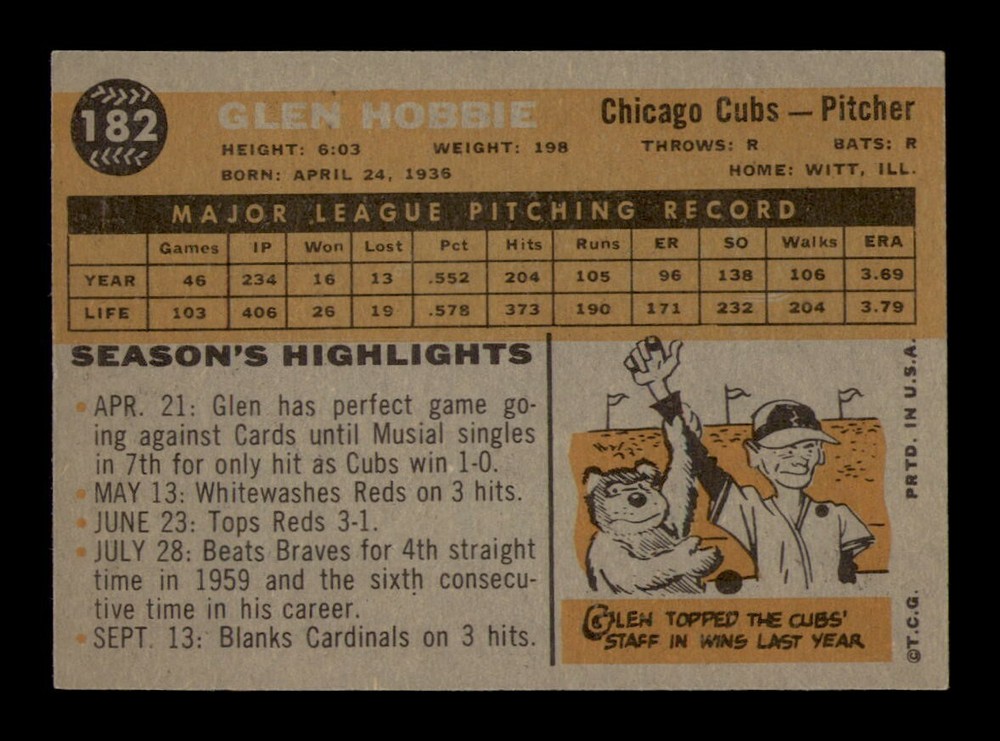 182
GLEN HOBBIE
Chicago Cubs — Pitcher
HEIGHT: 6:03 WEIGHT: 198 THROWS: R BATS: R
BORN: APRIL 24, 1936 HOME: WITT, ILL.
MAJOR LEAGUE PITCHING RECORD
Games IP Won Lost Pct Hits Runs ER SO Walks ERA
YEAR 46 234 16 13 .552 204 105 96 138 106 3.69
LIFE 103 406 26 19 .578 373 190 171 232 204 3.79
SEASON'S HIGHLIGHTS
• APR. 21: Glen has perfect game go-
ing against Cards until Musial singles
in 7th for only hit as Cubs win 1-0.
• MAY 13: Whitewashes Reds on 3 hits.
• JUNE 23: Tops Reds 3-1.
• JULY 28: Beats Braves for 4th straight
time in 1959 and the sixth consecu-
tive time in his career.
• SEPT. 13: Blanks Cardinals on 3 hits.
GLEN TOPPED THE CUBS'
STAFF IN WINS LAST YEAR
©T.C.G. PRTD. IN U.S.A.